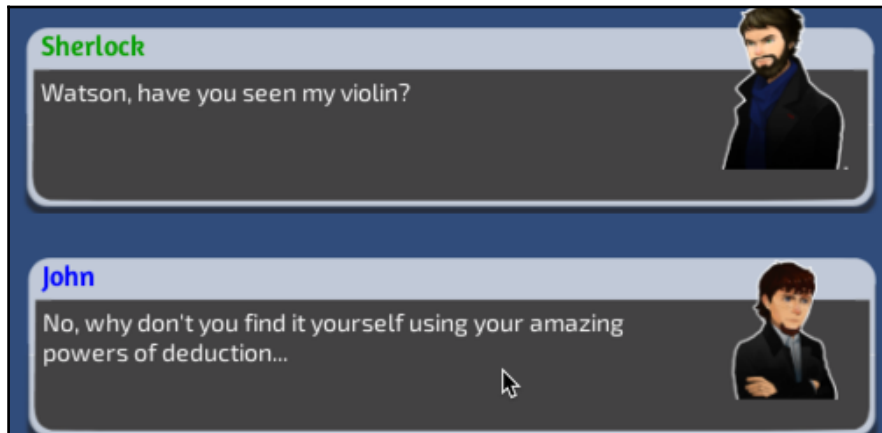 Sherlock
Watson, have you seen my violin?
John
No, why don't you find it yourself using your amazing
powers of deduction...